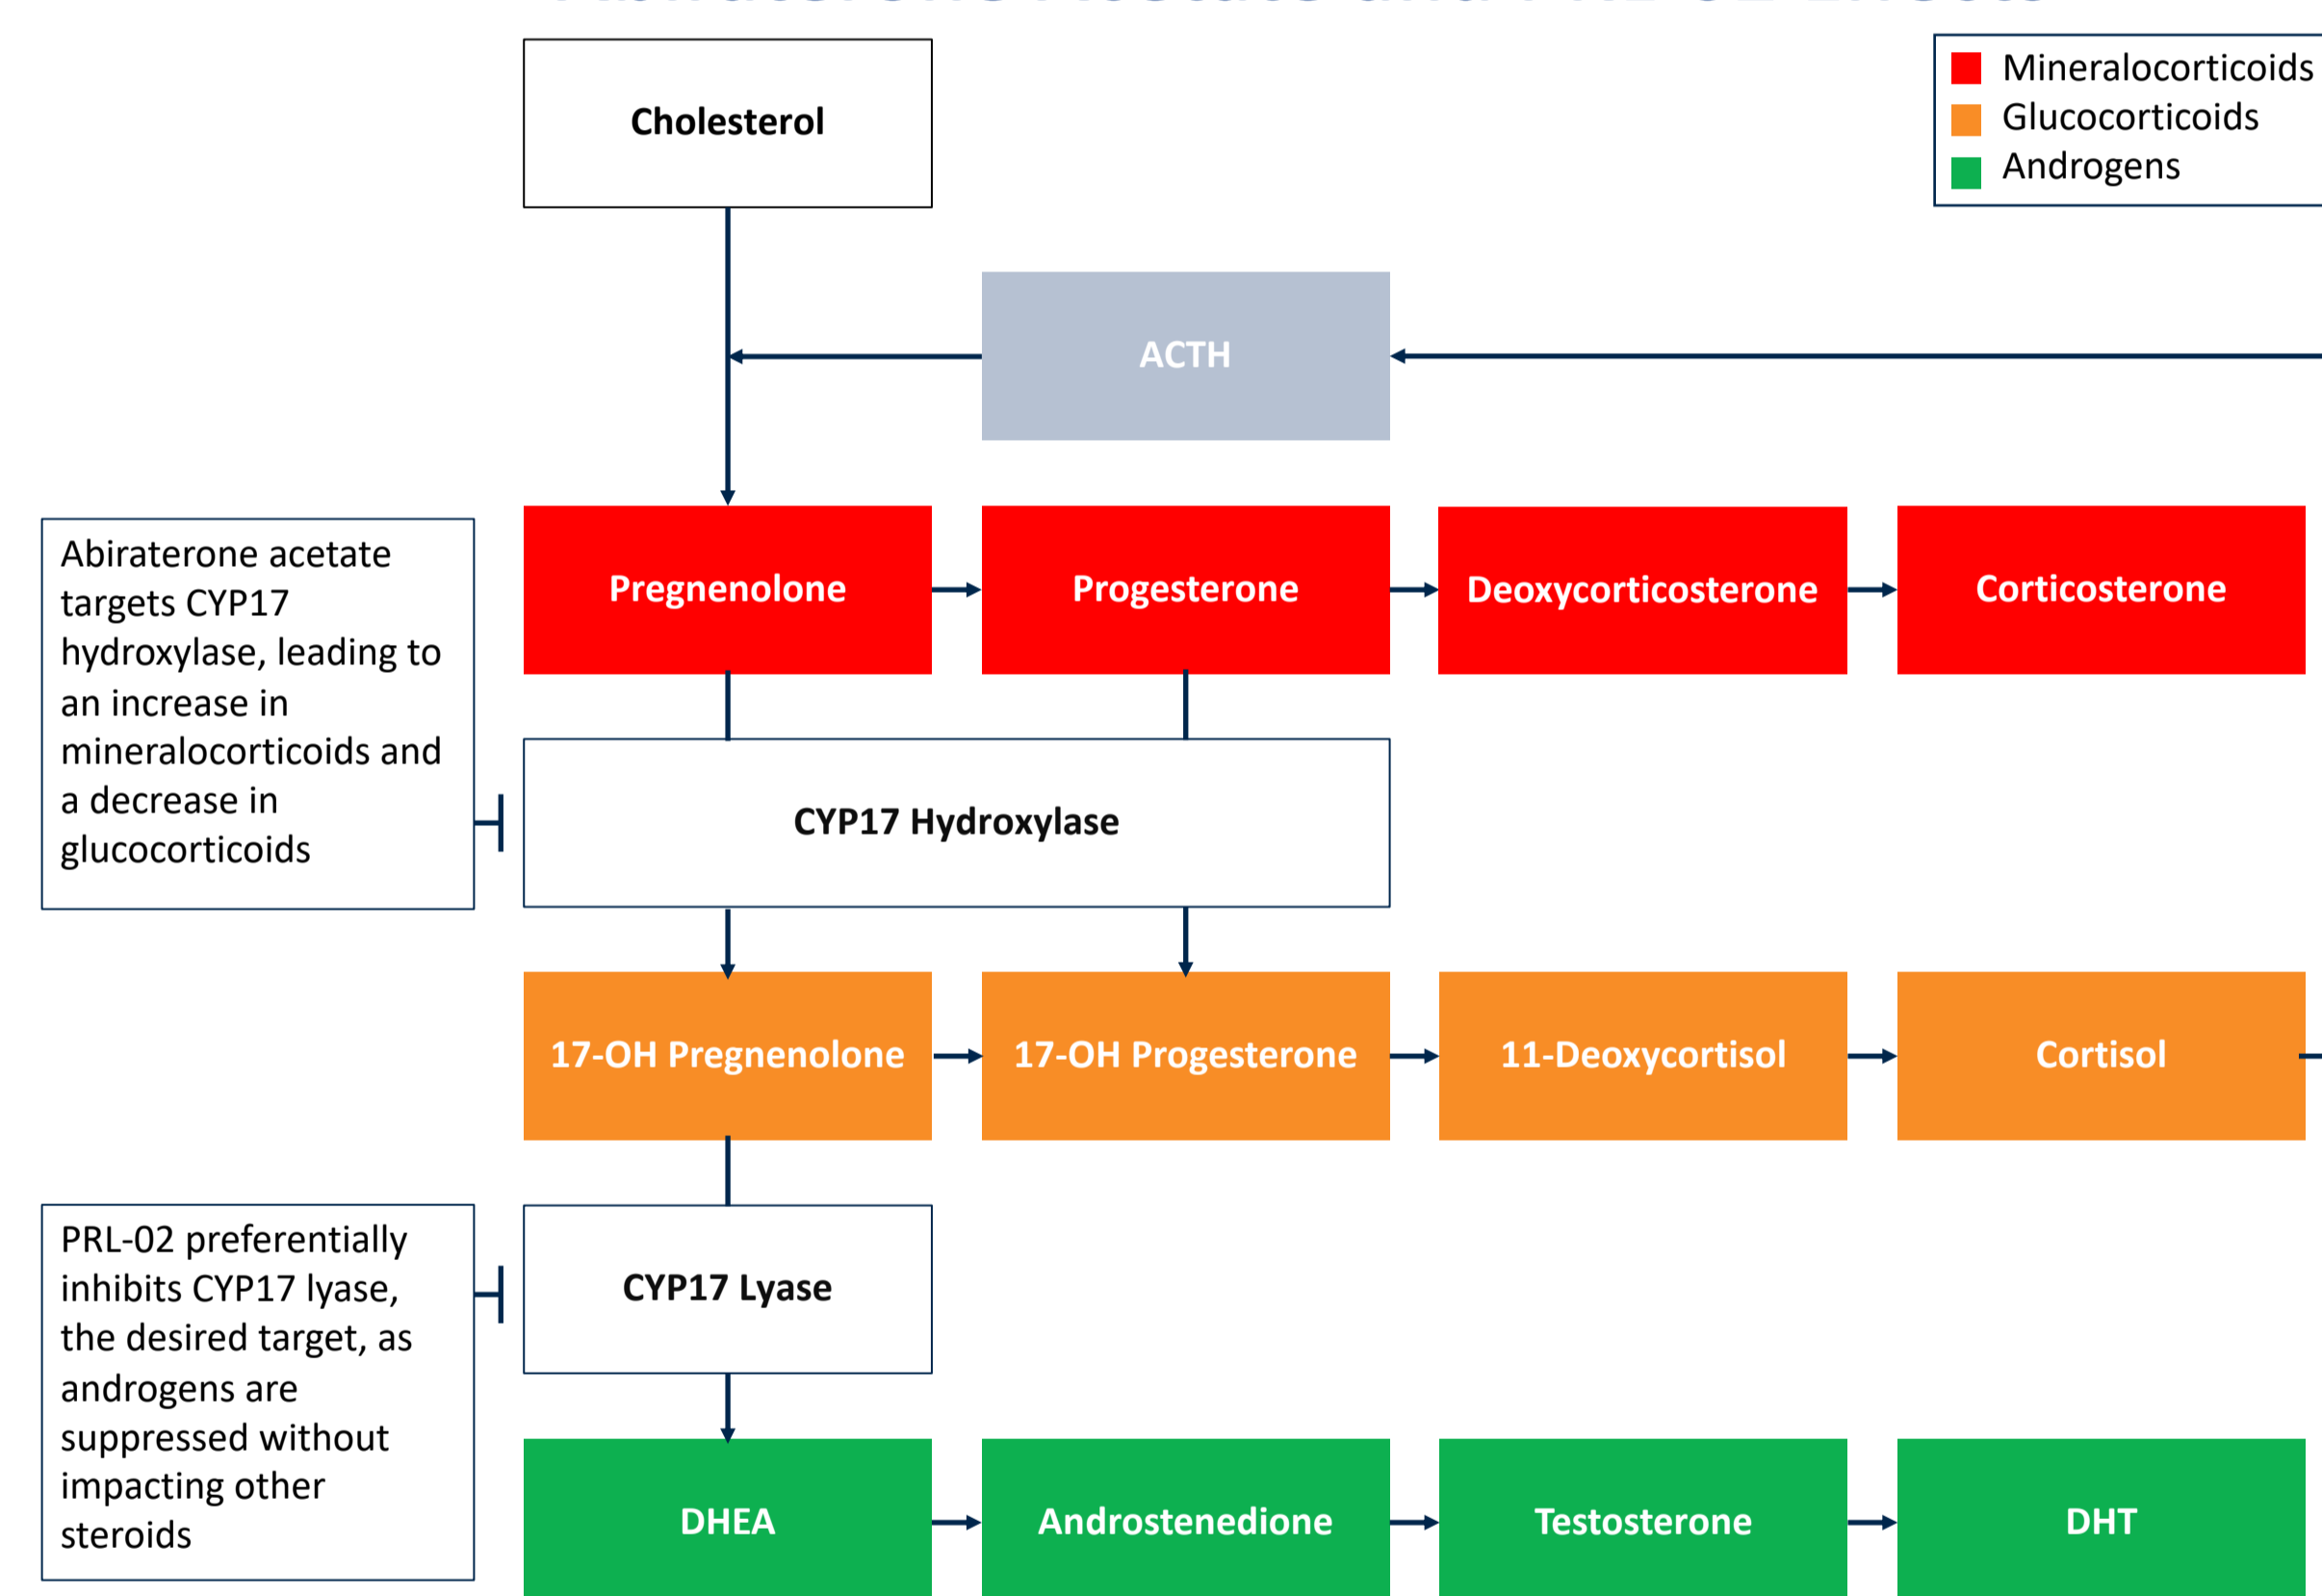 Cholesterol
Mineralocorticoids
Glucocorticoids
Androgens
ACTH
Abiraterone acetate
targets CYP17
hydroxylase, leading to
an increase in
mineralocorticoids and
a decrease in
glucocorticoids
Pregnenolone
Progesterone
Deoxycorticosterone
Corticosterone
CYP17 Hydroxylase
17-OH Pregnenolone
17-OH Progesterone
11-Deoxycortisol
Cortisol
PRL-02 preferentially
inhibits CYP17 lyase,
the desired target, as
androgens are
suppressed without
impacting other
steroids
CYP17 Lyase
DHEA
Androstenedione
Testosterone
DHT